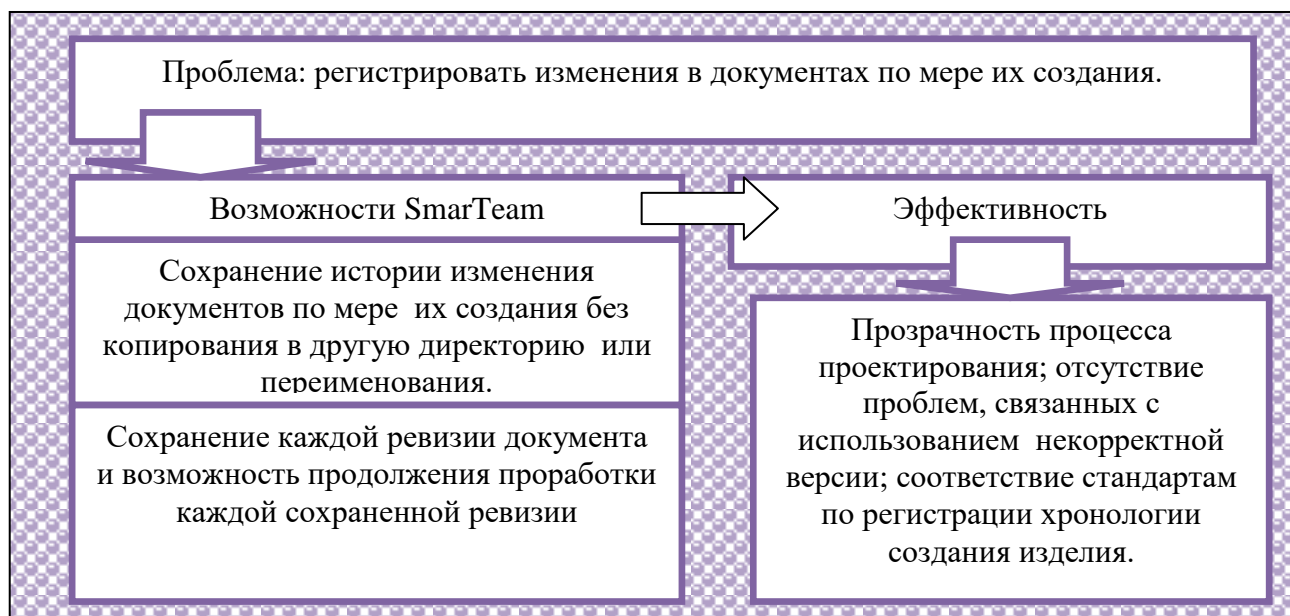 Проблема: регистрировать изменения в документах по мере их создания.
Возможности SmarTeam
Сохранение истории изменения
документов по мере их создания без
копирования в другую директорию или
переименования.
Сохранение каждой ревизии документа
и возможность продолжения проработки
каждой сохраненной ревизии
Эффективность
Прозрачность процесса
проектирования; отсутствие
проблем, связанных с
использованием некорректной
версии; соответствие стандартам
по регистрации хронологии
создания изделия.